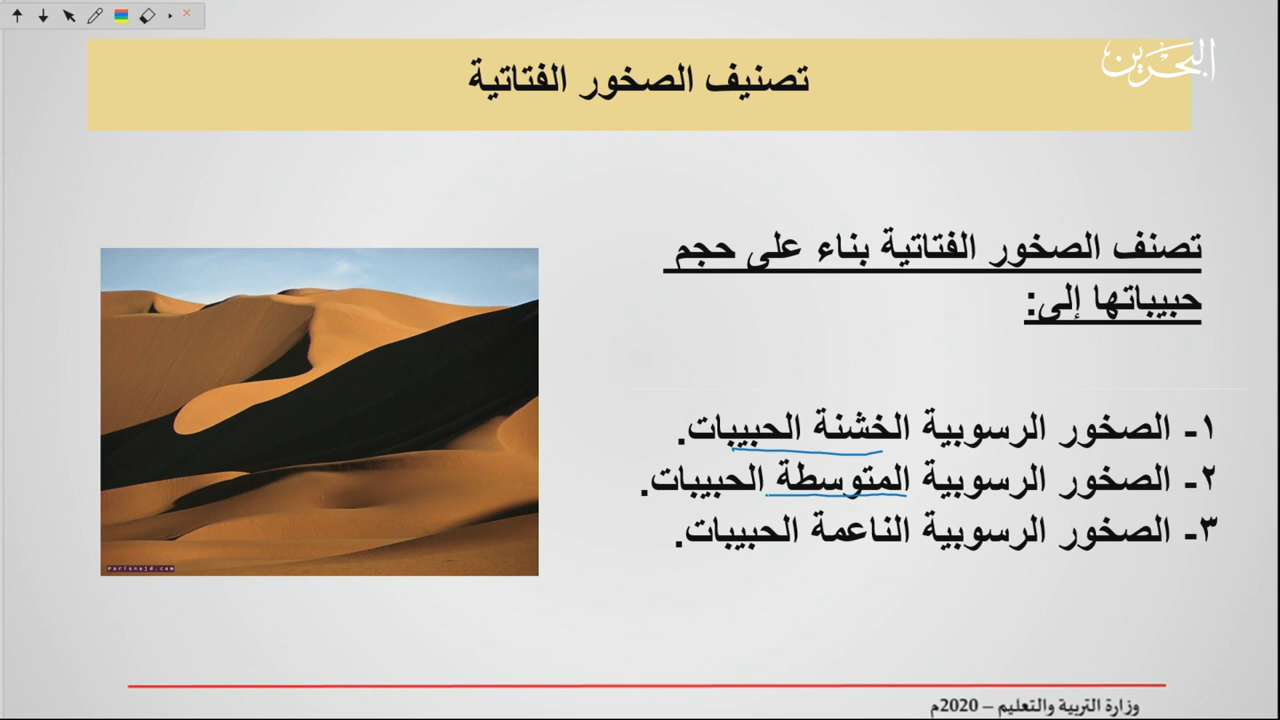 البحرين
تصنيف الصخور الفتاتية
تصنف الصخور الفتاتية بناء على حجم
حبيباتها إلى:
١- الصخور الرسوبية الخشنة الحبيبات.
٢- الصخور الرسوبية المتوسطة الحبيبات.
٣- الصخور الرسوبية الناعمة الحبيبات.
وزارة التربية والتعليم – 2020م